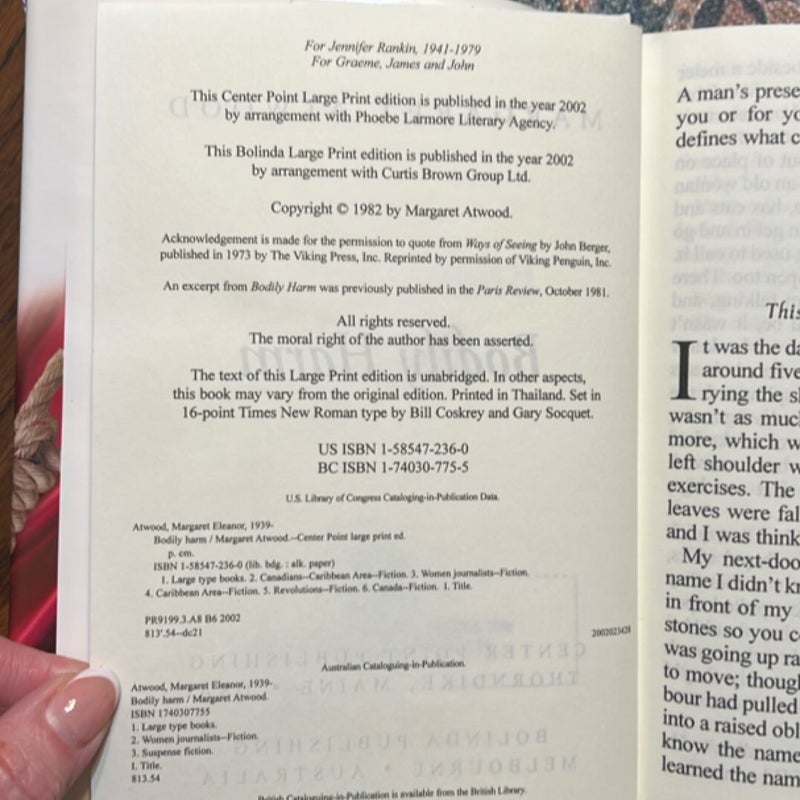 For Jennifer Rankin, 1941-1979
For Graeme, James and John
This Center Point Large Print edition is published in the year 2002
by arrangement with Phoebe Larmore Literary Agency.
This Bolinda Large Print edition is published in the year 2002
by arrangement with Curtis Brown Group Ltd.
Copyright © 1982 by Margaret Atwood.
Acknowledgement is made for the permission to quote from Ways of Seeing by John Berger,
published in 1973 by The Viking Press, Inc. Reprinted by permission of Viking Penguin, Inc.
An excerpt from Bodily Harm was previously published in the Paris Review, October 1981.
All rights reserved.
The moral right of the author has been asserted.
The text of this Large Print edition is unabridged. In other aspects,
this book may vary from the original edition. Printed in Thailand. Set in
16-point Times New Roman type by Bill Coskrey and Gary Socquet.
US ISBN 1-58547-236-0
BC ISBN 1-74030-775-5
U.S. Library of Congress Cataloging-in-Publication Data.
Atwood, Margaret Eleanor, 1939-
Bodily harm / Margaret Atwood.--Center Point large print ed.
p. cm.
ISBN 1-58547-236-0 (lib. bdg. : alk. paper)
1. Large type books. 2. Canadians--Caribbean Area--Fiction. 3. Women journalists--Fiction.
4. Caribbean Area--Fiction. 5. Revolutions--Fiction. 6. Canada--Fiction. I. Title.
PR9199.3.A8 B6 2002
813'.54--dc21
2002023428
Australian Cataloguing-in-Publication.
Atwood, Margaret Eleanor, 1939-
Bodily harm / Margaret Atwood.
ISBN 1740307755
1. Large type books.
2. Women journalists--Fiction.
3. Suspense fiction.
I. Title.
813.54
British Cataloguing-in-Publication is available from the British Library.
A man's prese
you or for yo
defines what c
This
It was the da
around five
rying the sl
wasn't as mucl
more, which w
left shoulder w
exercises. The
leaves were fal
and I was think
My next-doo
name I didn't kn
in front of my
stones so you c
was going up ra
to move; though
bour had pulled
into a raised obl
know the name
learned the nam